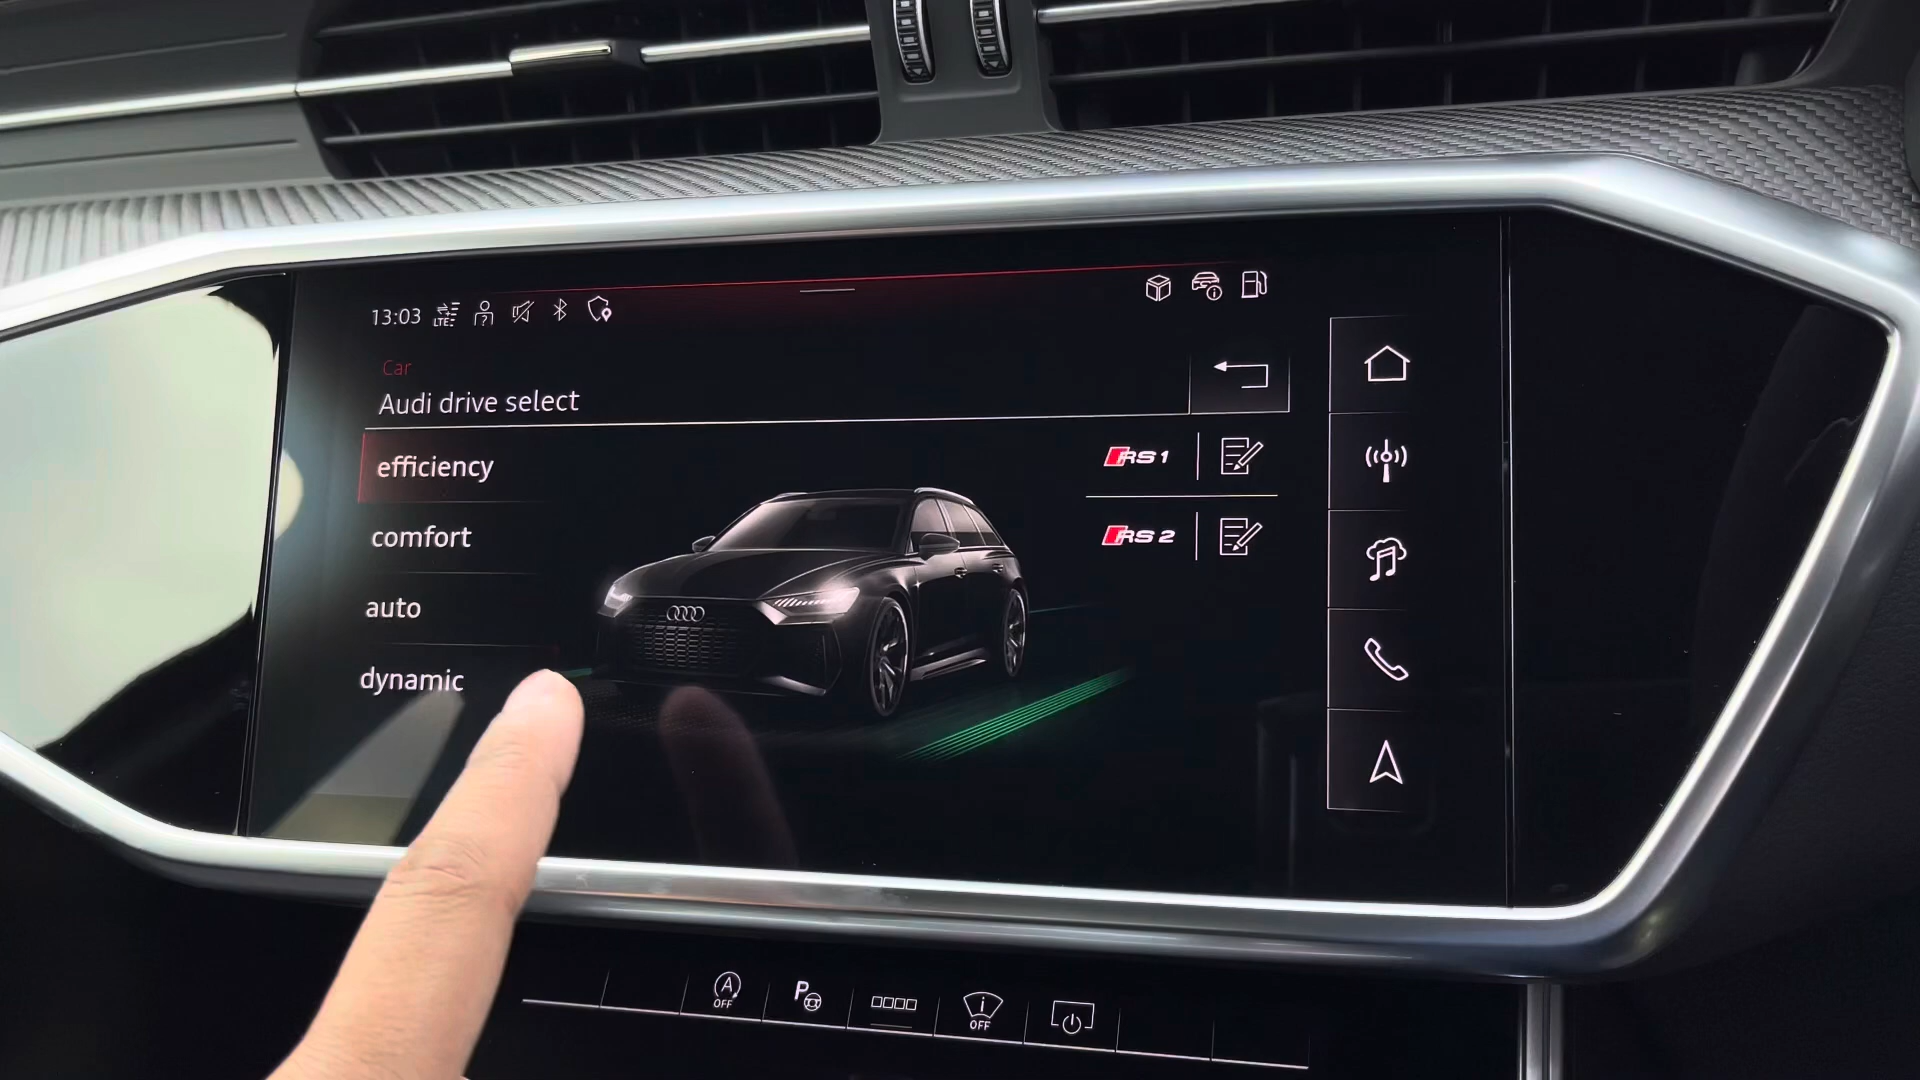 13:03 LTE ?
Car
Audi drive select
efficiency
comfort
auto
dynamic
RS 1
RS 2
A OFF
P
i OFF